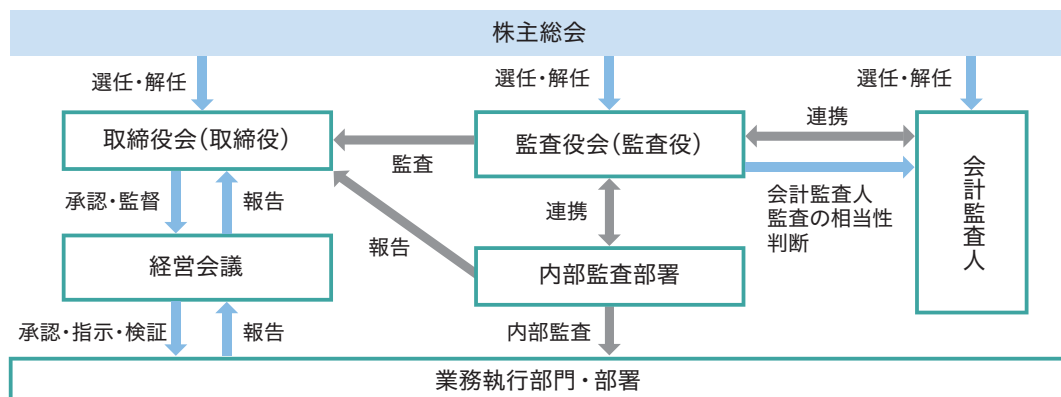 株主総会
選任・解任
選任・解任
選任・解任
取締役会(取締役)
監査
監査役会(監査役)
連携
会計監査人
監査の相当性
判断
会計監査人
承認・監督
報告
報告
連携
経営会議
内部監査部署
承認・指示・検証
報告
内部監査
業務執行部門・部署